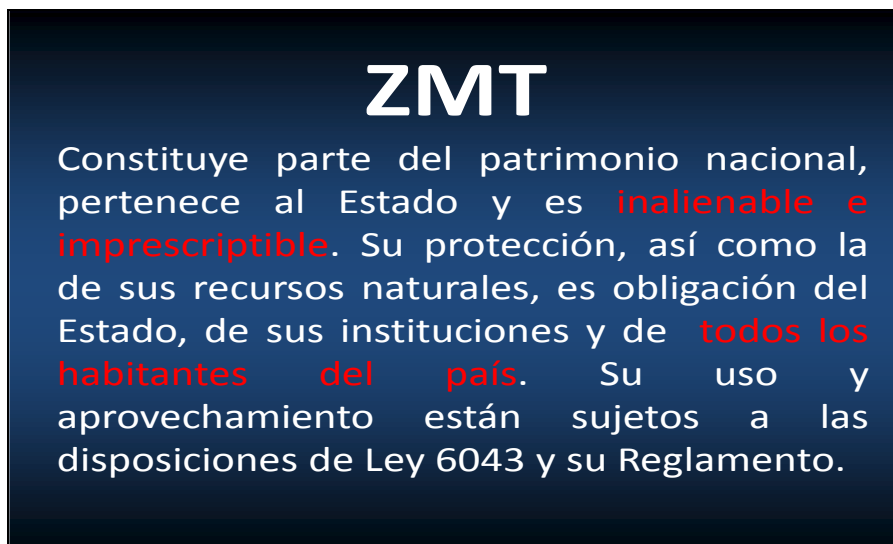 ZMT
Constituye parte del patrimonio nacional,
pertenece al Estado y es inalienable e
imprescriptible. Su protección, así como la
de sus recursos naturales, es obligación del
Estado, de sus instituciones y de todos los
habitantes del país. Su uso y
aprovechamiento están sujetos a las
disposiciones de Ley 6043 y su Reglamento.